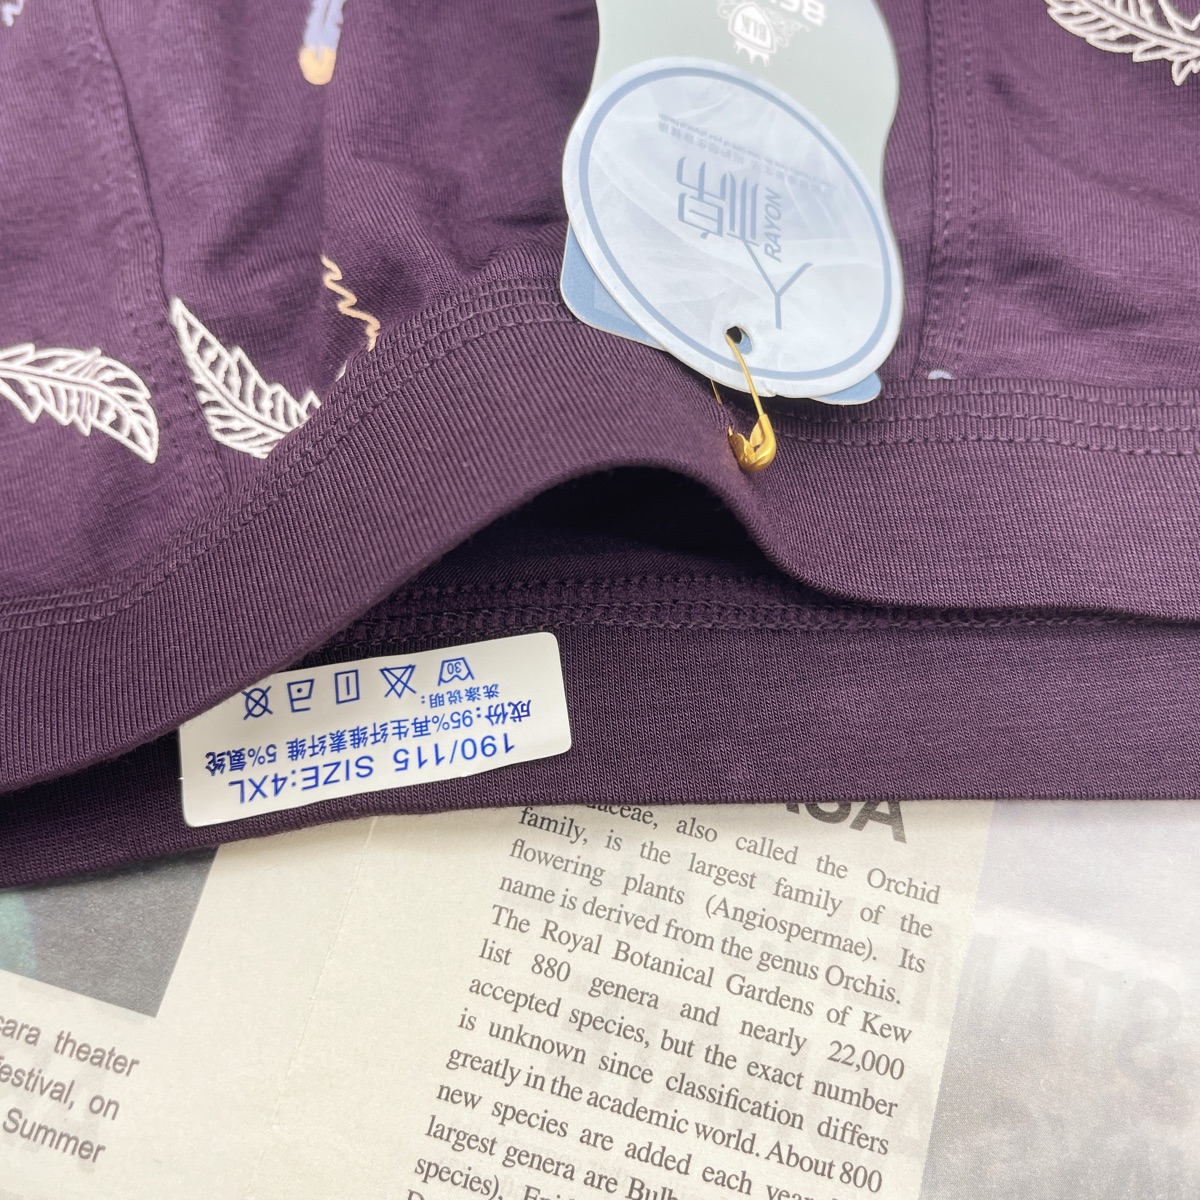 RAYON
190/115 SIZE:4XL
成份:95%再生纤维素纤维 5%氨纶
洗涤说明:
30
also called the Orchid
family, is the largest family of the
flowering plants (Angiospermae). Its
name is derived from the genus Orchis.
The Royal Botanical Gardens of Kew
list 880 genera and nearly 22,000
accepted species, but the exact number
is unknown since classification differs
greatly in the academic world. About 800
new species are added each
largest genera are
species),
theater
on
Summer